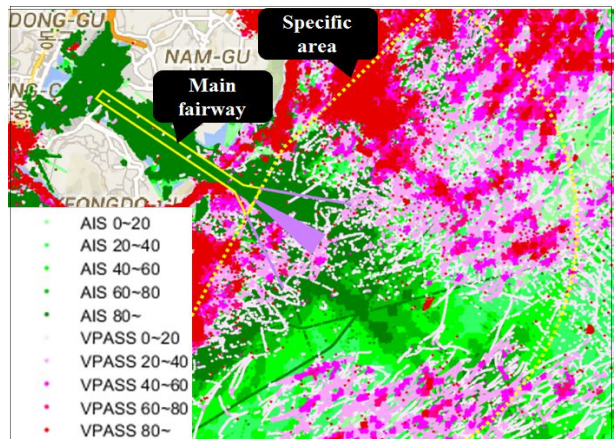 DONG-GU
Specific
area
NAM-GU
Main
fairway
YEONGDO-GU
AIS 0~20
AIS 20~40
AIS 40~60
AIS 60~80
AIS 80~
VPASS 0~20
VPASS 20~40
VPASS 40~60
VPASS 60~80
VPASS 80~